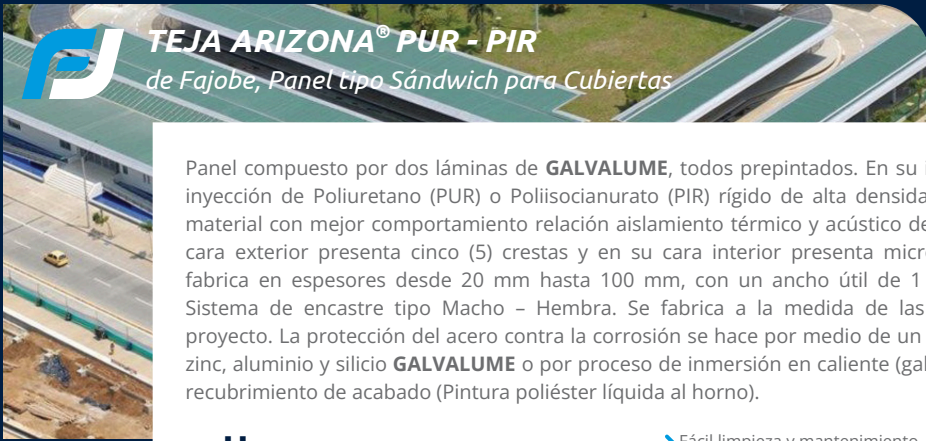 TEJA ARIZONA® PUR - PIR
de Fajobe, Panel tipo Sándwich para Cubiertas
Panel compuesto por dos láminas de GALVALUME, todos prepintados. En su
inyección de Poliuretano (PUR) o Poliisocianurato (PIR) rígido de alta
material con mejor comportamiento relación aislamiento térmico y acústico
cara exterior presenta cinco (5) crestas y en su cara interior presenta
fabrica en espesores desde 20 mm hasta 100 mm, con un ancho útil de 1
Sistema de encastre tipo Macho – Hembra. Se fabrica a la medida de las
proyecto. La protección del acero contra la corrosión se hace por medio de un
zinc, aluminio y silicio GALVALUME o por proceso de inmersión en caliente
recubrimiento de acabado (Pintura poliéster líquida al horno).
Fácil limpieza y mantenimiento